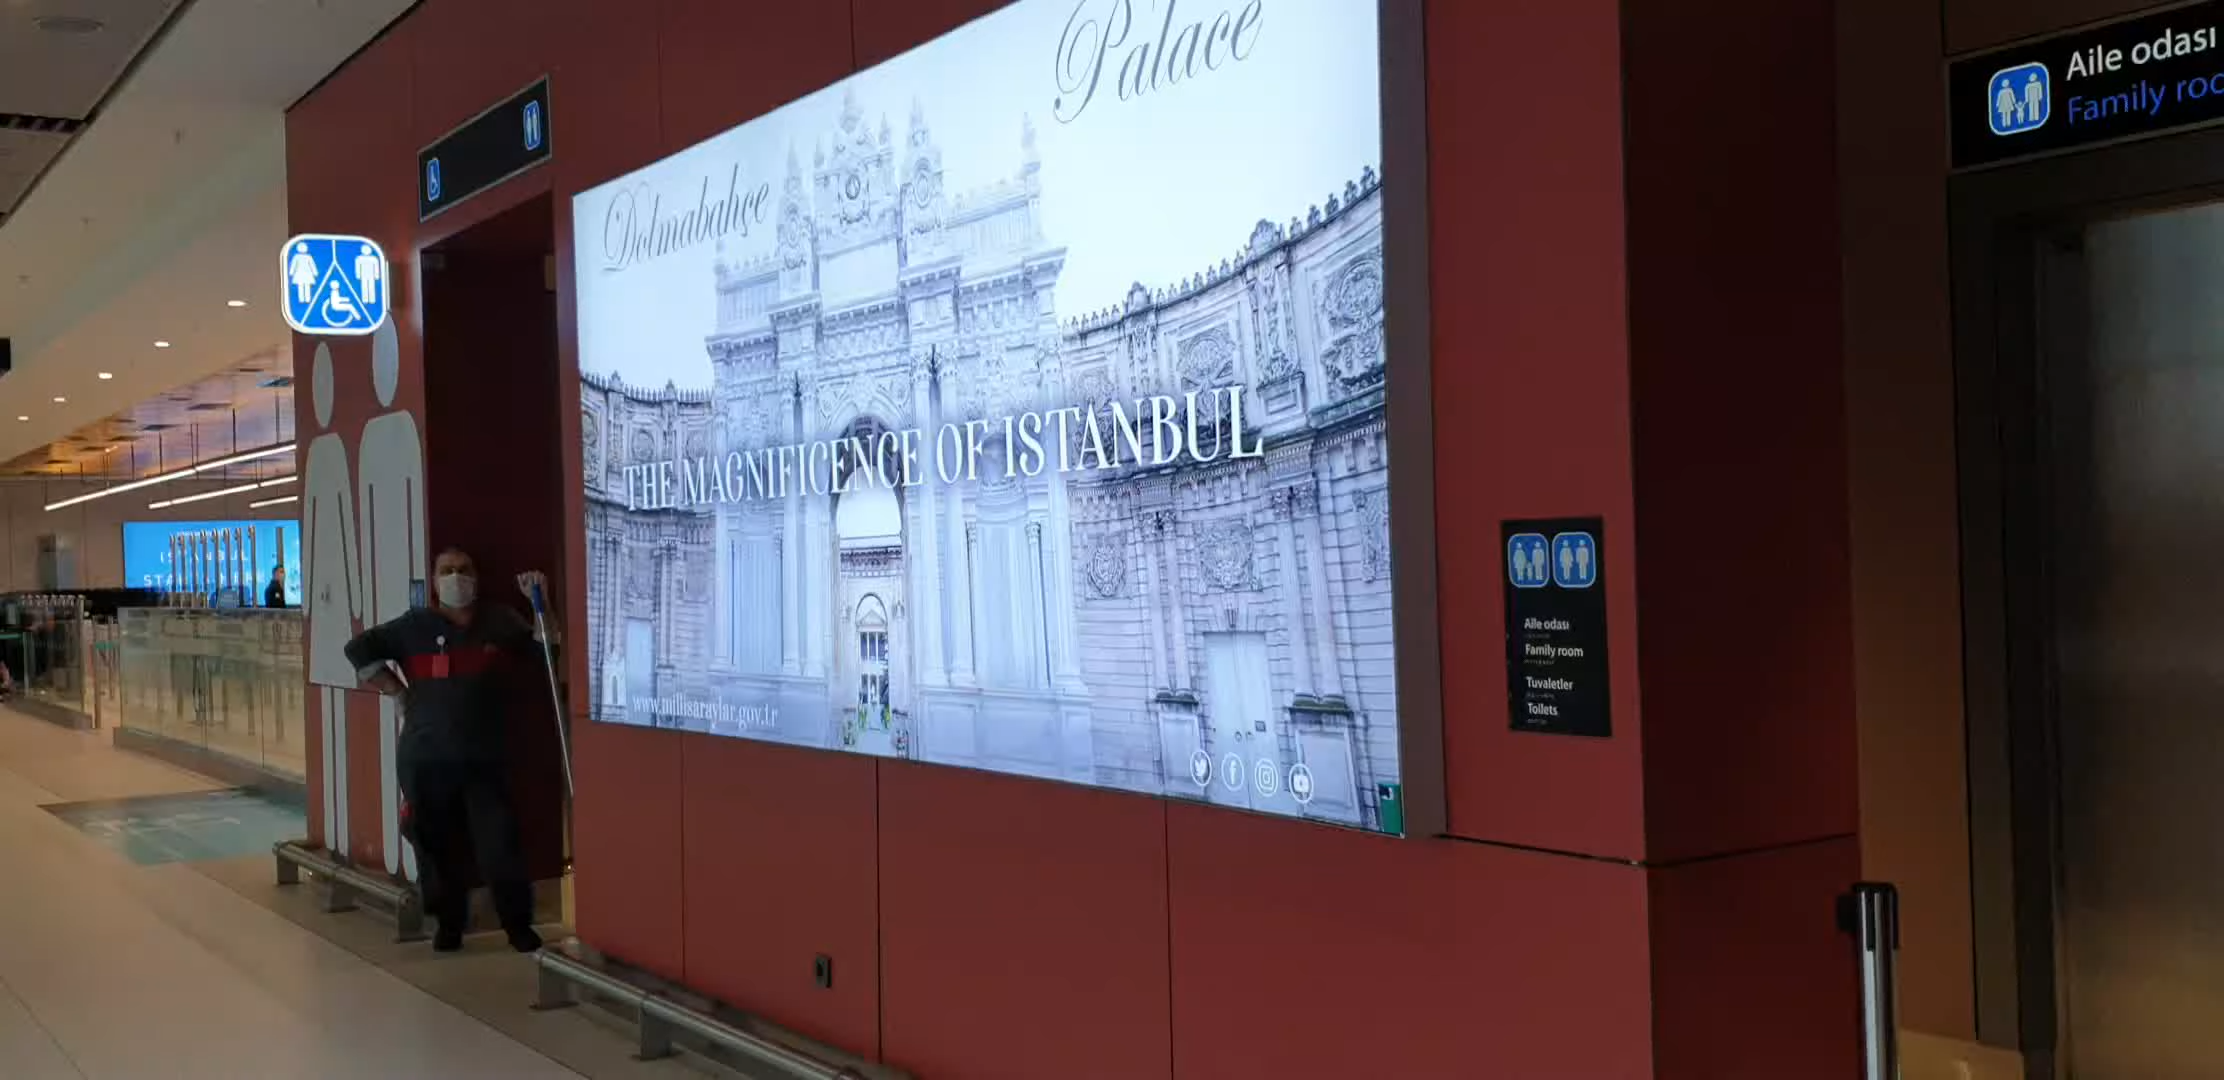 Palace
Dolmabahçe
THE MAGNIFICENCE OF ISTANBUL
www.millisaraylar.gov.tr
Aile odası
Family roo
Aile odası
Family room
Tuvaletler
Toilets